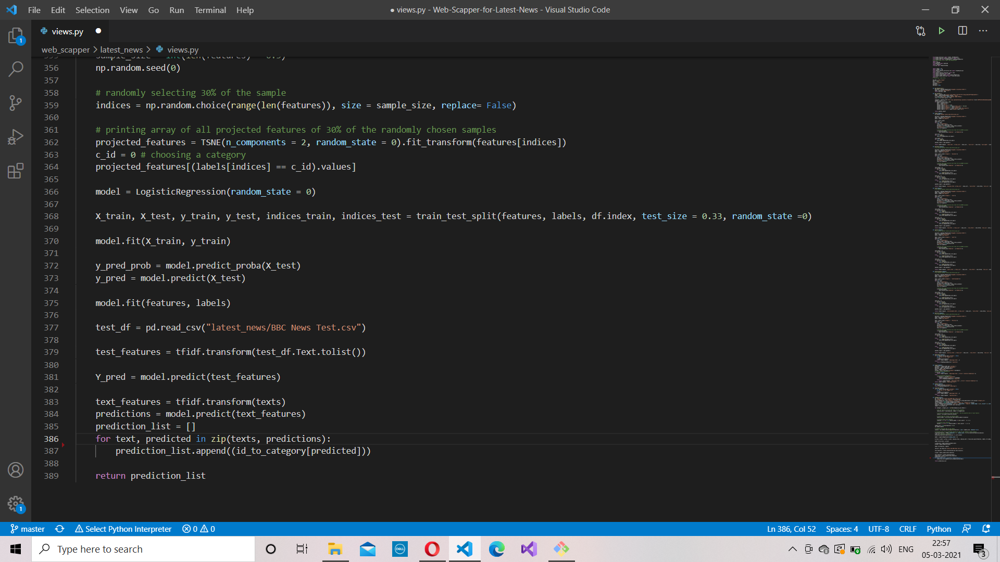 File Edit Selection View Go Run Terminal Help
● views.py - Web-Scapper-for-Latest-News - Visual Studio Code
views.py
web_scapper > latest_news > views.py
356 np.random.seed(0)
357
358 # randomly selecting 30% of the sample
359 indices = np.random.choice(range(len(features)), size = sample_size, replace= False)
360
361 # printing array of all projected features of 30% of the randomly chosen samples
362 projected_features = TSNE(n_components = 2, random_state = 0).fit_transform(features[indices])
363 c_id = 0 # choosing a category
364 projected_features[(labels[indices] == c_id).values]
365
366 model = LogisticRegression(random_state = 0)
367
368 X_train, X_test, y_train, y_test, indices_train, indices_test = train_test_split(features, labels, df.index, test_size = 0.33, random_state =0)
369
370 model.fit(X_train, y_train)
371
372 y_pred_prob = model.predict_proba(X_test)
373 y_pred = model.predict(X_test)
374
375 model.fit(features, labels)
376
377 test_df = pd.read_csv("latest_news/BBC News Test.csv")
378
379 test_features = tfidf.transform(test_df.Text.tolist())
380
381 Y_pred = model.predict(test_features)
382
383 text_features = tfidf.transform(texts)
384 predictions = model.predict(text_features)
385 prediction_list = []
386 for text, predicted in zip(texts, predictions):
387 prediction_list.append((id_to_category[predicted]))
388
389 return prediction_list
1
1
master Select Python Interpreter 0 0 Ln 386, Col 52 Spaces: 4 UTF-8 CRLF Python
Type here to search
DELL
ENG
22:57
05-03-2021
3